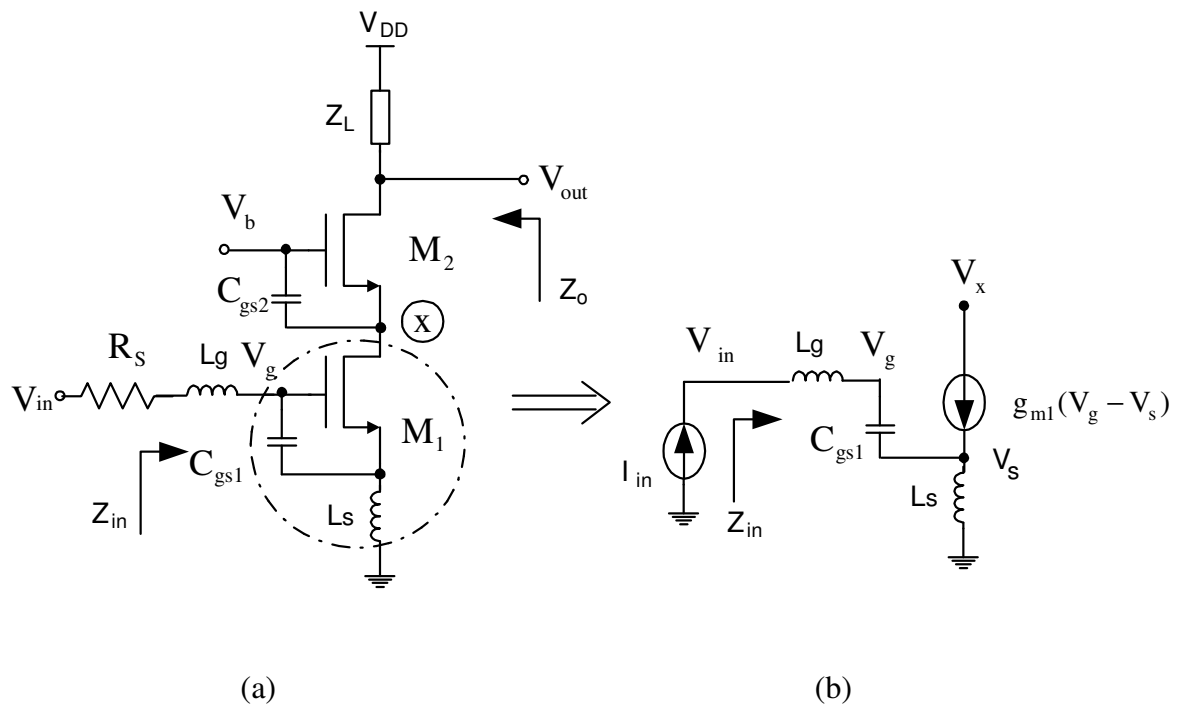 V_DD
Z_L
V_out
V_b
M_2
C_gs2
Z_o
X
R_S
Lg
V_g
V_in
M_1
C_gs1
Z_in
Ls
V_x
V_in
Lg
V_g
g_m1(V_g − V_s)
C_gs1
V_s
I_in
Z_in
Ls
(a)
(b)